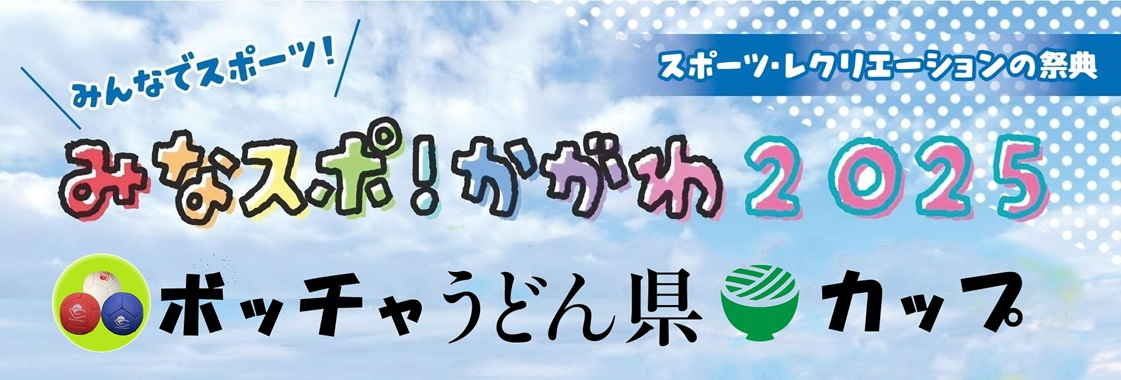 みんなでスポーツ!
スポーツ・レクリエーションの祭典
みなスポ!かがわ2025
ボッチャうどん県カップ